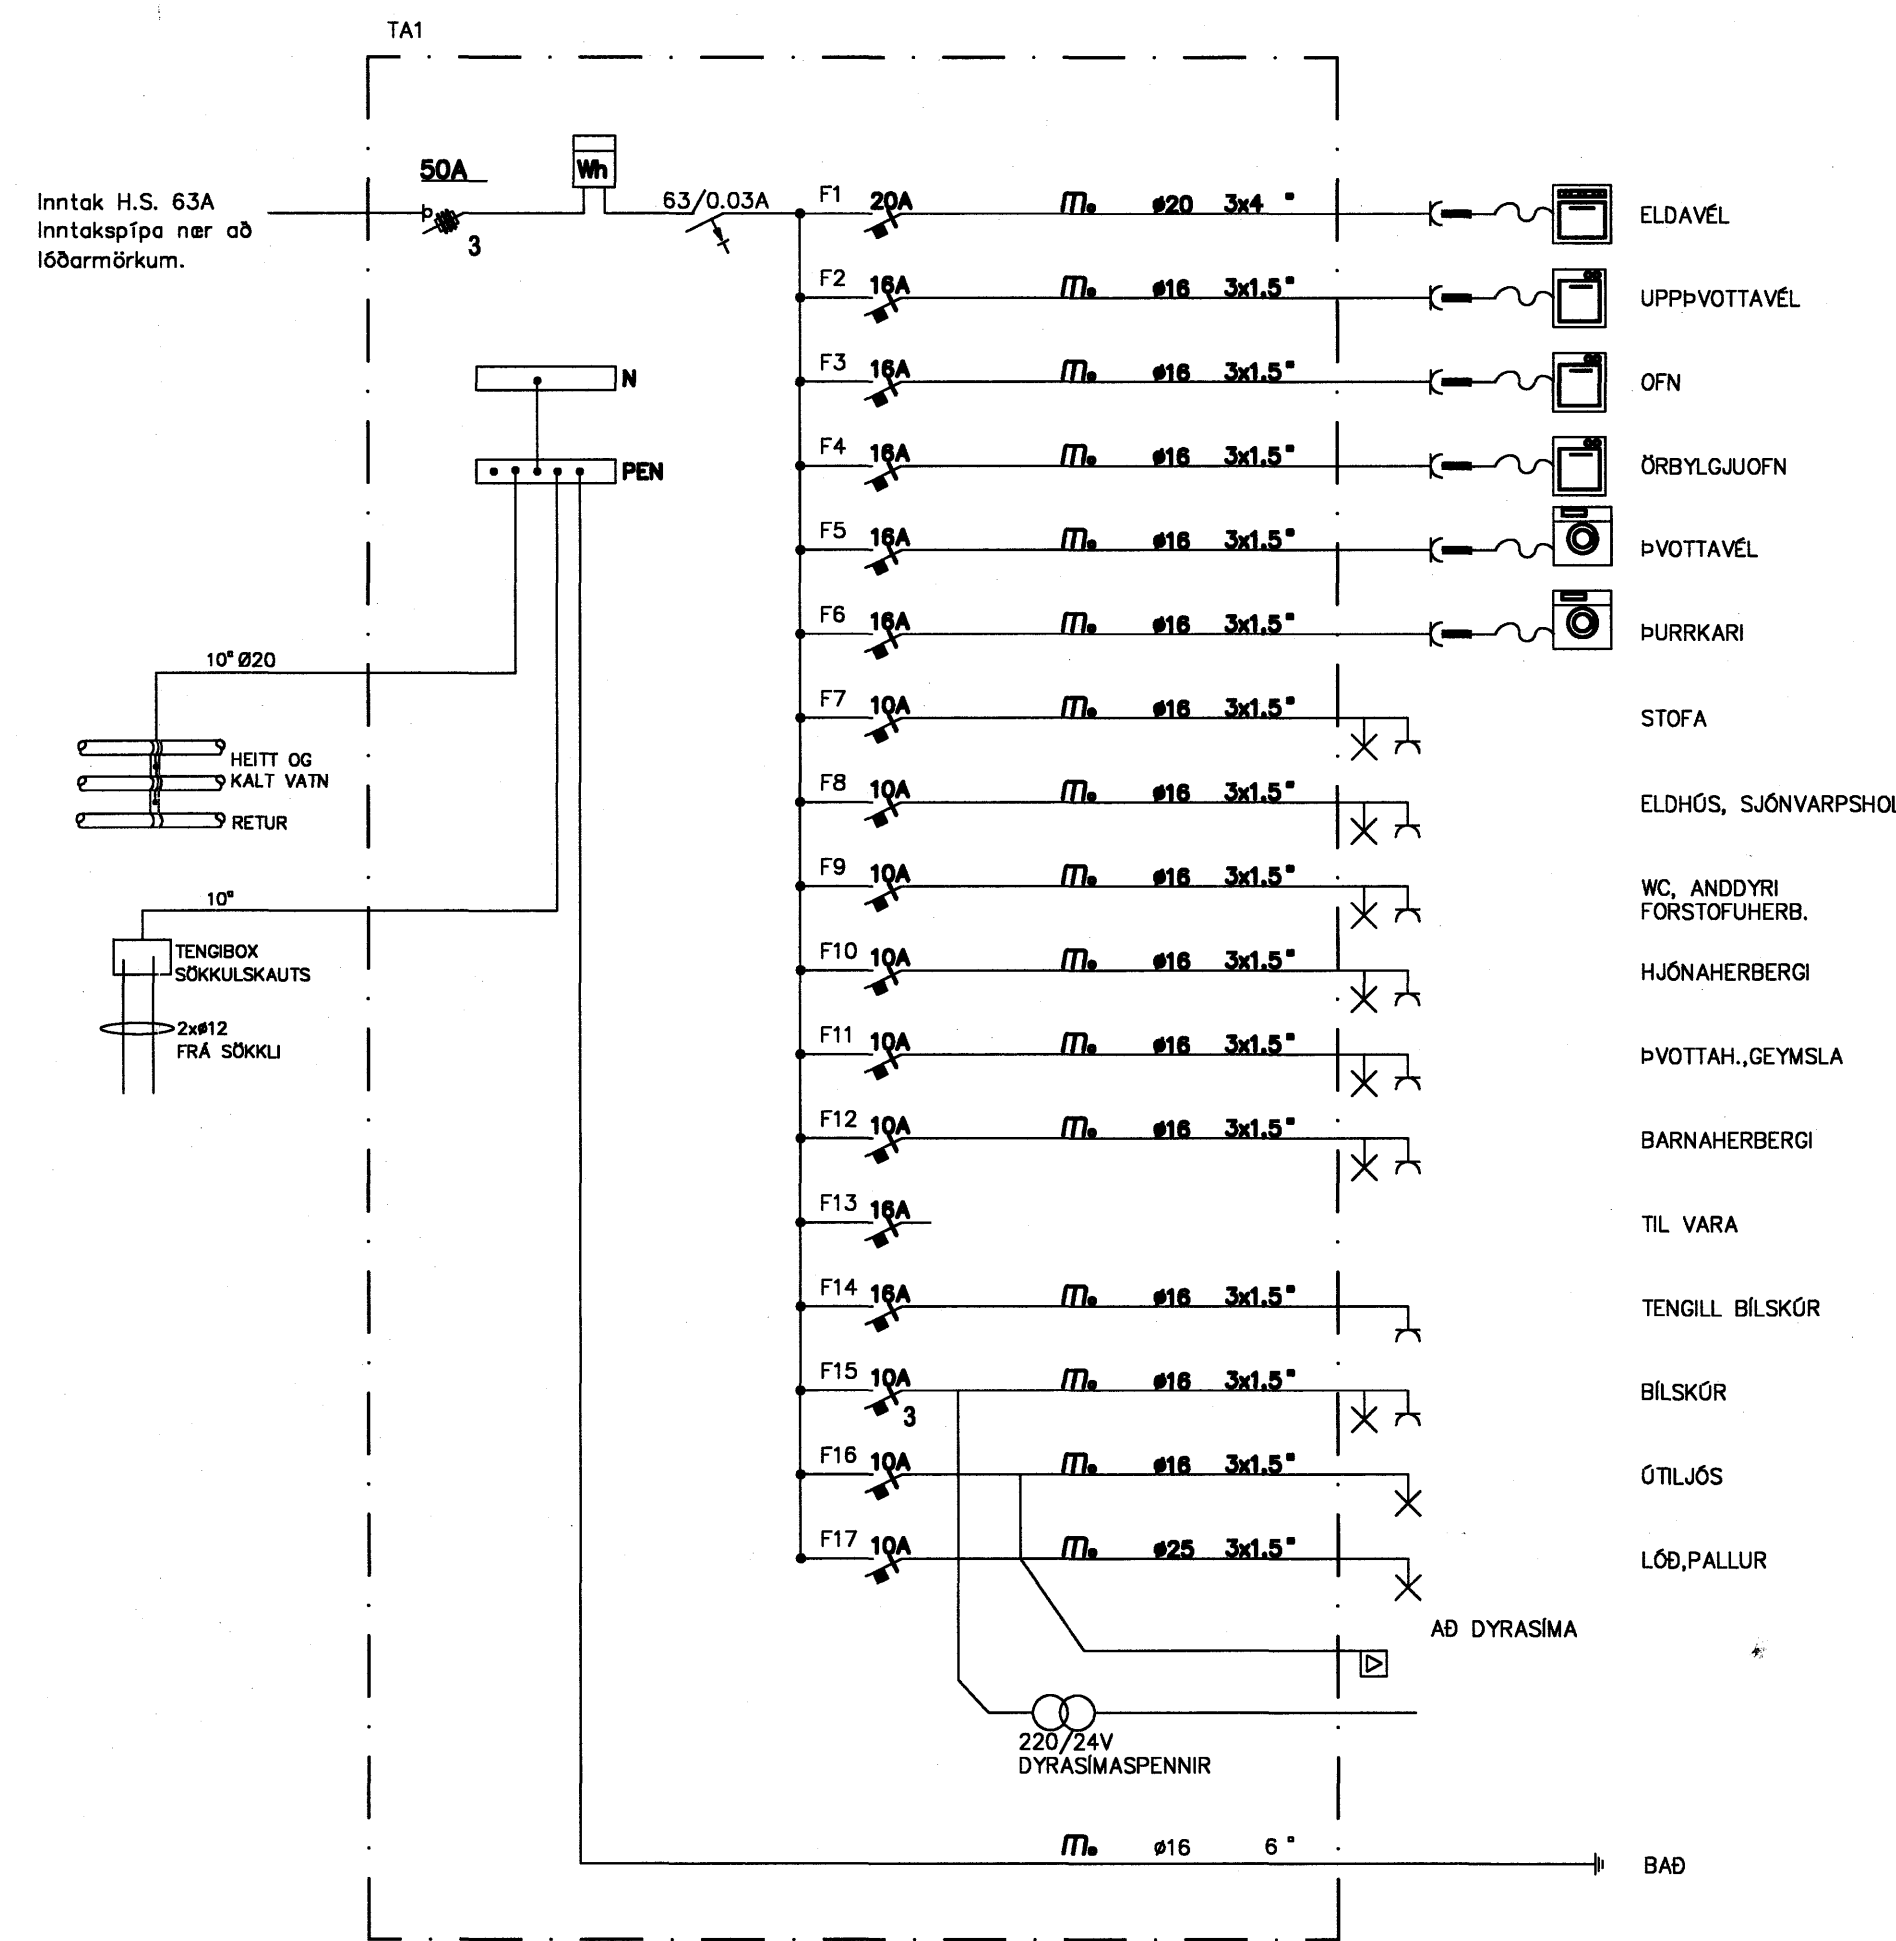 TA1
Inntak H.S. 63A
Inntakspípa nær að
lóðarmörkum.
50A
3
Wh
63/0.03A
N
PEN
10" Ø20
HEITT OG
KALT VATN
RETUR
10"
TENGIBOX
SÖKKULSKAUTS
2xø12
FRÁ SÖKKLI
F1 20A m. ø20 3x4 " ELDAVÉL
F2 16A m. ø16 3x1.5" UPPÞVOTTAVÉL
F3 16A m. ø16 3x1.5" OFN
F4 16A m. ø16 3x1.5" ÖRBYLGJUOFN
F5 16A m. ø16 3x1.5" ÞVOTTAVÉL
F6 16A m. ø16 3x1.5" ÞURRKARI
F7 10A m. ø16 3x1.5" STOFA
F8 10A m. ø16 3x1.5" ELDHÚS, SJÓNVARPSHOL
F9 10A m. ø16 3x1.5" WC, ANDDYRI
FORSTOFUHERB.
F10 10A m. ø16 3x1.5" HJÓNAHERBERGI
F11 10A m. ø16 3x1.5" ÞVOTTAH.,GEYMSLA
F12 10A m. ø16 3x1.5" BARNAHERBERGI
F13 16A TIL VARA
F14 16A m. ø16 3x1.5" TENGILL BÍLSKÚR
F15 10A m. ø16 3x1.5" BÍLSKÚR
3
F16 10A m. ø16 3x1.5" ÚTILJÓS
F17 10A m. ø25 3x1.5" LÓÐ,PALLUR
AÐ DYRASÍMA
220/24V
DYRASÍMASPENNIR
m. ø16 6 " BAÐ